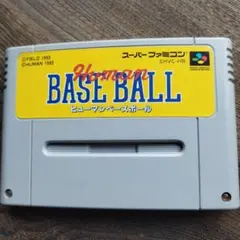 ©FIELD 1993
©HUMAN 1993
スーパーファミコン
SHVC-HW
Human
BASE BALL
ヒューマンベースボール